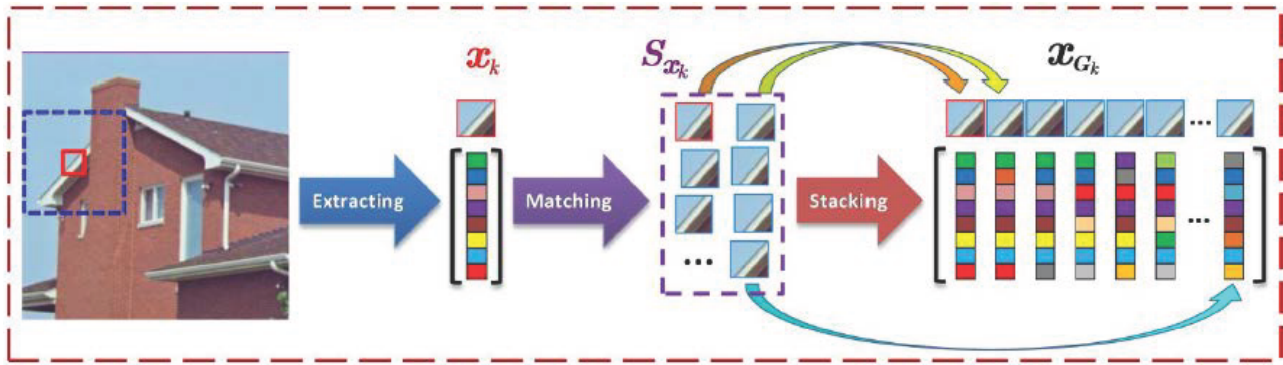 x_k
S_{x_k}
x_{G_k}
Extracting
Matching
Stacking
...
...
...